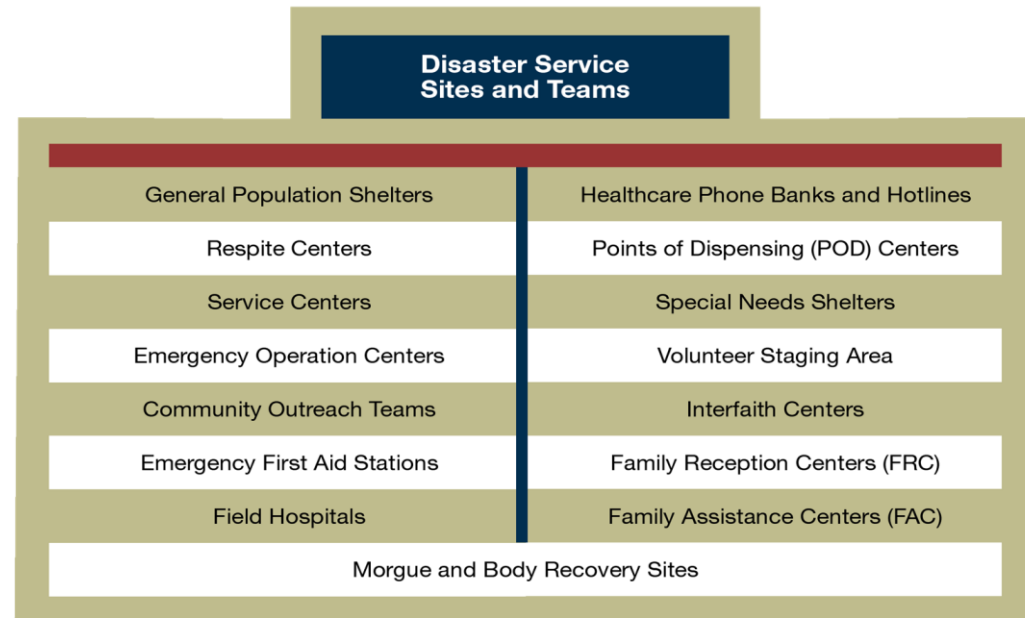 Disaster Service
Sites and Teams
General Population Shelters
Healthcare Phone Banks and Hotlines
Respite Centers
Points of Dispensing (POD) Centers
Service Centers
Special Needs Shelters
Emergency Operation Centers
Volunteer Staging Area
Community Outreach Teams
Interfaith Centers
Emergency First Aid Stations
Family Reception Centers (FRC)
Field Hospitals
Family Assistance Centers (FAC)
Morgue and Body Recovery Sites